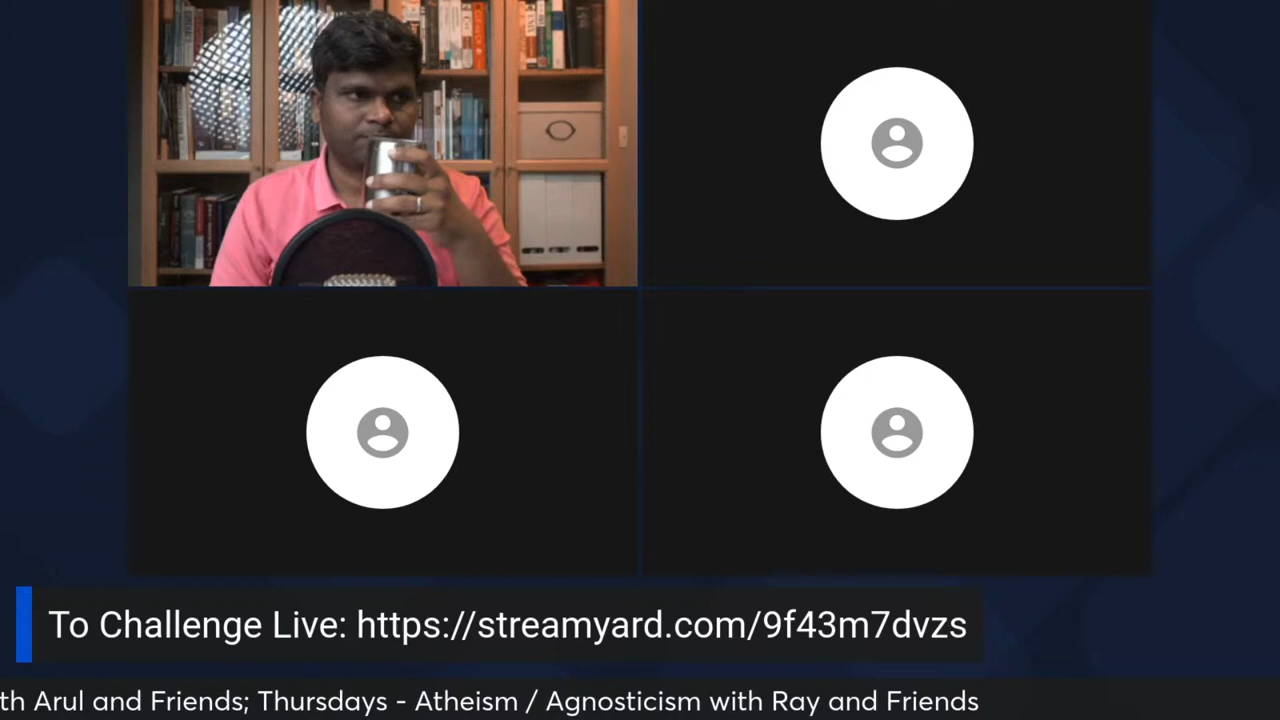 To Challenge Live: https://streamyard.com/9f43m7dvzs
th Arul and Friends; Thursdays - Atheism / Agnosticism with Ray and Friends